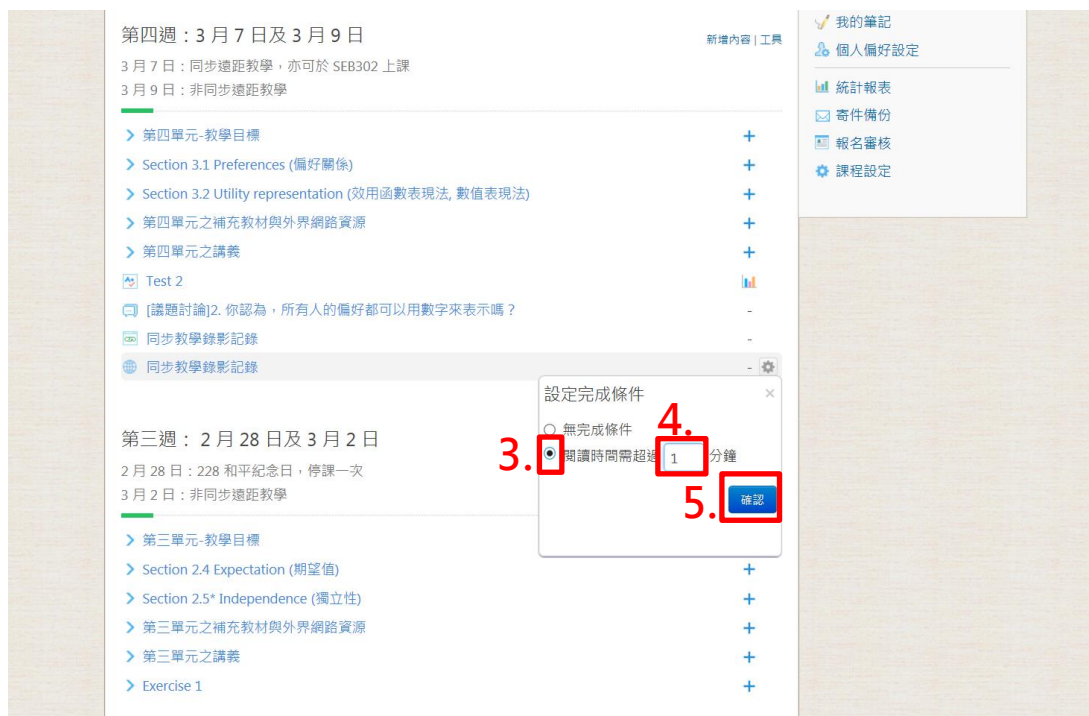 第四週：3 月 7 日及 3 月 9 日
新增內容 | 工具
3 月 7 日：同步遠距教學，亦可於 SEB302 上課
3 月 9 日：非同步遠距教學
第四單元-教學目標 +
Section 3.1 Preferences (偏好關係) +
Section 3.2 Utility representation (效用函數表現法, 數值表現法) +
第四單元之補充教材與外界網路資源 +
第四單元之講義 +
Test 2
[議題討論]2. 你認為，所有人的偏好都可以用數字來表示嗎？ -
同步教學錄影記錄 -
同步教學錄影記錄 -
設定完成條件 ×
無完成條件
4.
3.
閱讀時間需超過 1 分鐘
5.
確認
第三週： 2 月 28 日及 3 月 2 日
2 月 28 日：228 和平紀念日，停課一次
3 月 2 日：非同步遠距教學
第三單元-教學目標
Section 2.4 Expectation (期望值) +
Section 2.5* Independence (獨立性) +
第三單元之補充教材與外界網路資源 +
第三單元之講義 +
Exercise 1 +
我的筆記
個人偏好設定
統計報表
寄件備份
報名審核
課程設定